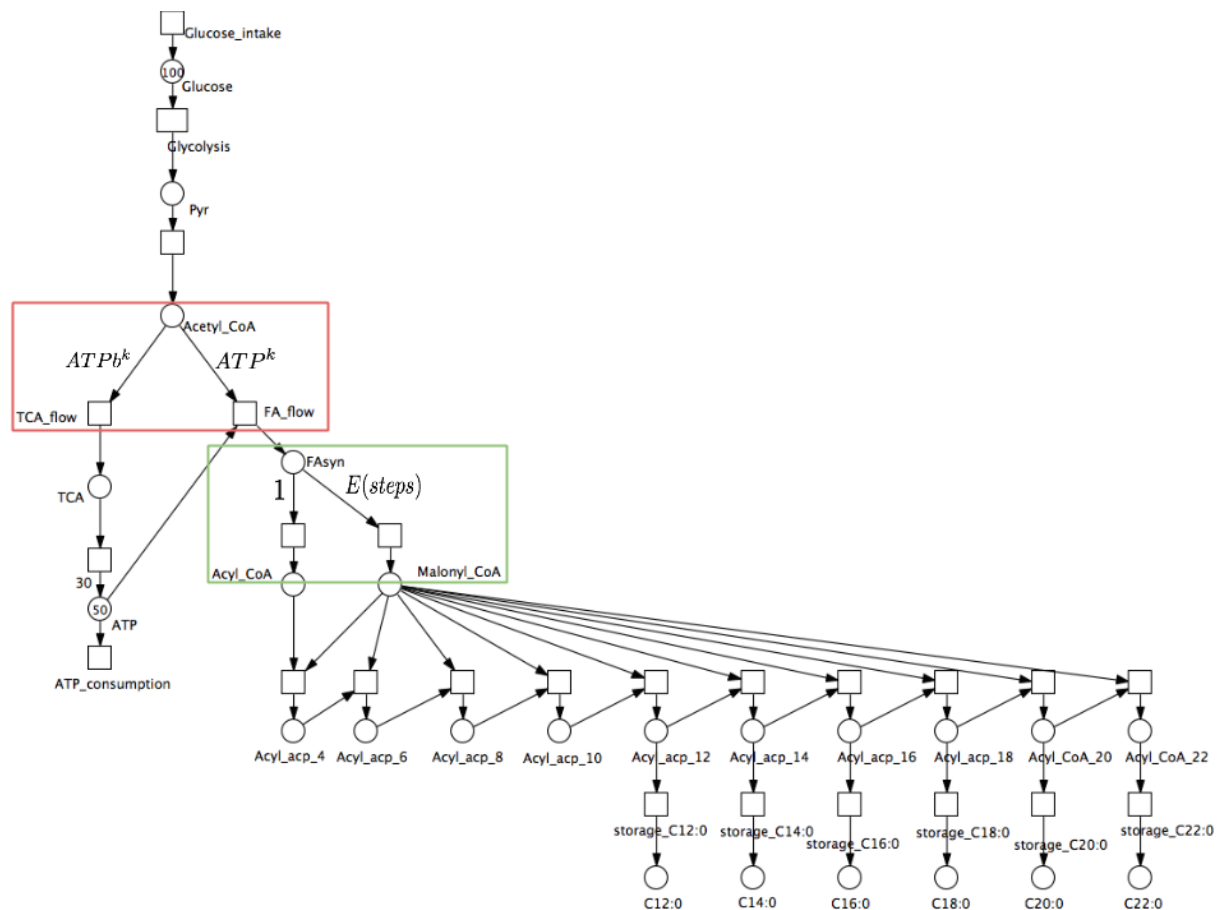 Glucose_intake
100
Glucose
Glycolysis
Pyr
Acetyl_CoA
ATPb^k
ATP^k
TCA_flow
FA_flow
FAsyn
1
E(steps)
TCA
Acyl_CoA
Malonyl_CoA
30
50
ATP
ATP_consumption
Acyl_acp_4
Acyl_acp_6
Acyl_acp_8
Acyl_acp_10
Acyl_acp_12
Acyl_acp_14
Acyl_acp_16
Acyl_acp_18
Acyl_CoA_20
Acyl_CoA_22
storage_C12:0
storage_C14:0
storage_C16:0
storage_C18:0
storage_C20:0
storage_C22:0
C12:0
C14:0
C16:0
C18:0
C20:0
C22:0